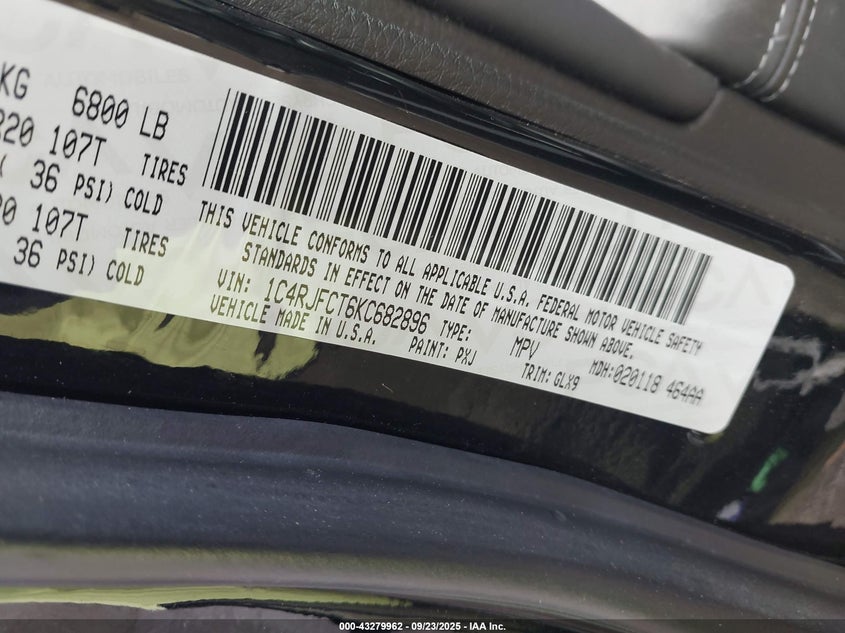 KG 6800 LB
R20 107T TIRES
36 PSI) COLD
20 107T TIRES
36 PSI) COLD
THIS VEHICLE CONFORMS TO ALL APPLICABLE U.S.A. FEDERAL MOTOR VEHICLE SAFETY
STANDARDS IN EFFECT ON THE DATE OF MANUFACTURE SHOWN ABOVE.
VIN: 1C4RJFCT6KC682896 TYPE: MPV MDH:020118 464AA
VEHICLE MADE IN U.S.A. PAINT: PXJ TRIM: GLX9
000-43279962 - 09/23/2025 - IAA Inc.